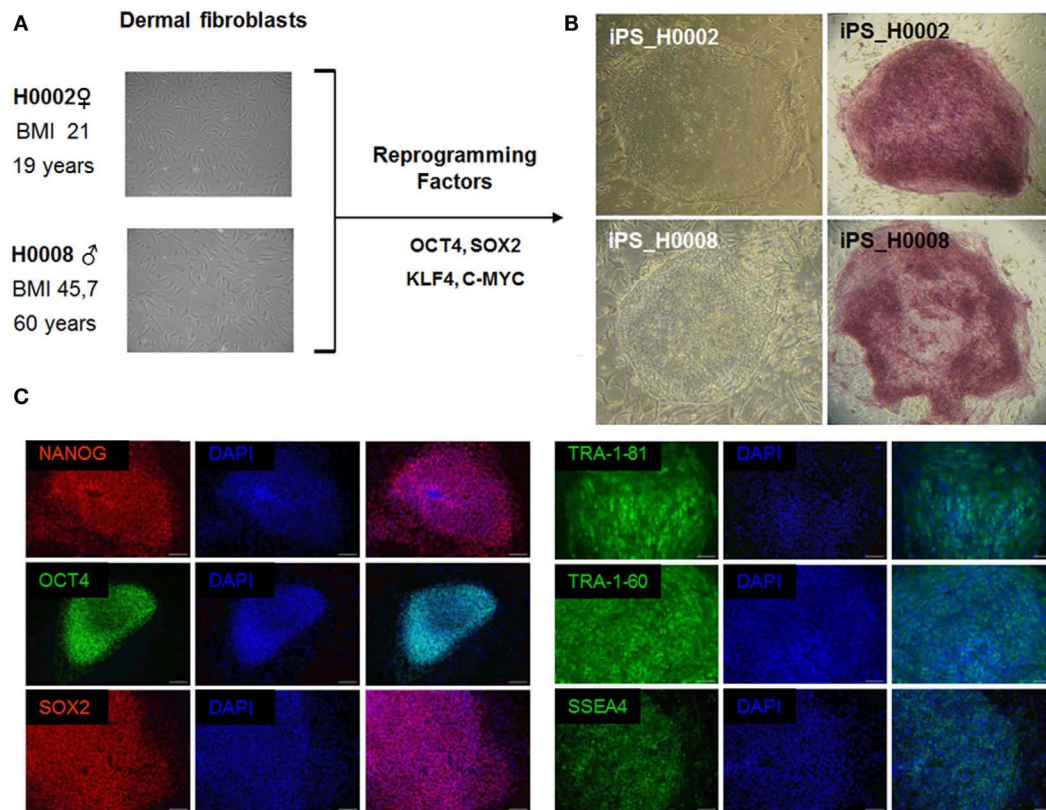 A
Dermal fibroblasts
H0002♀
BMI 21
19 years
H0008 ♂
BMI 45,7
60 years
Reprogramming
Factors
OCT4, SOX2
KLF4, C-MYC
B
iPS_H0002
iPS_H0002
iPS_H0008
iPS_H0008
C
NANOG
DAPI
TRA-1-81
DAPI
OCT4
DAPI
TRA-1-60
DAPI
SOX2
DAPI
SSEA4
DAPI